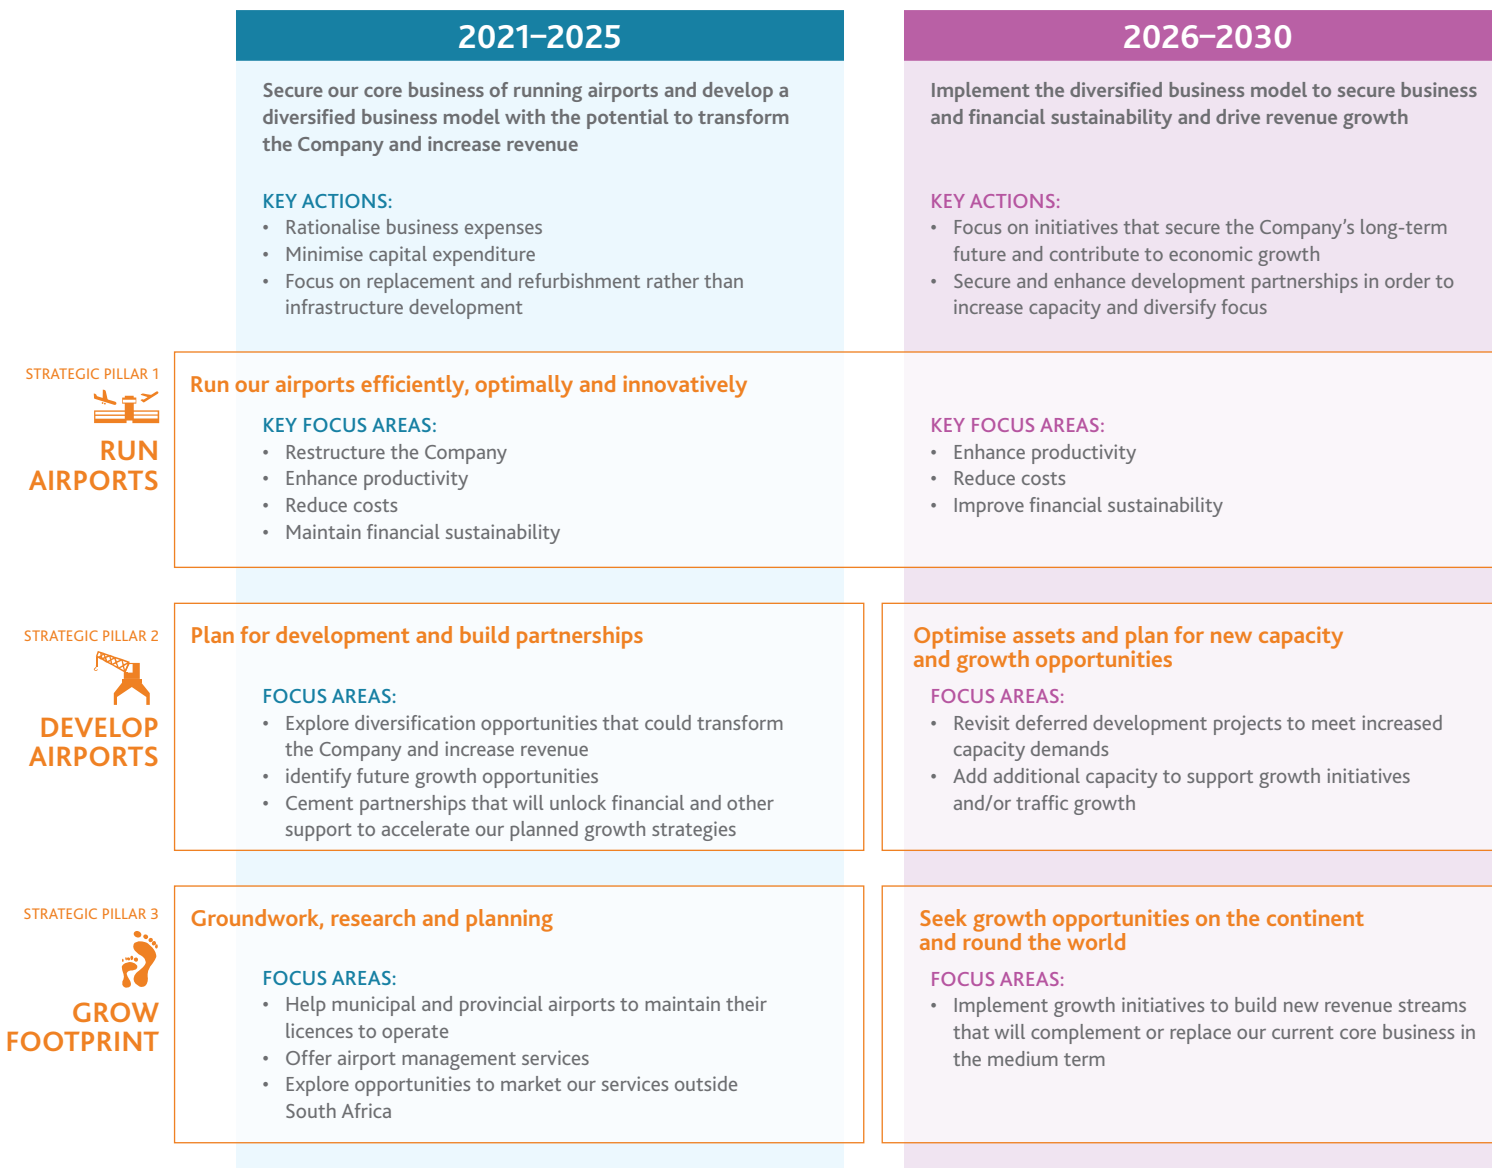 2021–2025
Secure our core business of running airports and develop a
diversified business model with the potential to transform
the Company and increase revenue
KEY ACTIONS:
• Rationalise business expenses
• Minimise capital expenditure
• Focus on replacement and refurbishment rather than
infrastructure development
2026–2030
Implement the diversified business model to secure business
and financial sustainability and drive revenue growth
KEY ACTIONS:
• Focus on initiatives that secure the Company’s long-term
future and contribute to economic growth
• Secure and enhance development partnerships in order to
increase capacity and diversify focus
STRATEGIC PILLAR 1
RUN
AIRPORTS
Run our airports efficiently, optimally and innovatively
KEY FOCUS AREAS:
• Restructure the Company
• Enhance productivity
• Reduce costs
• Maintain financial sustainability
KEY FOCUS AREAS:
• Enhance productivity
• Reduce costs
• Improve financial sustainability
STRATEGIC PILLAR 2
DEVELOP
AIRPORTS
Plan for development and build partnerships
FOCUS AREAS:
• Explore diversification opportunities that could transform
the Company and increase revenue
• identify future growth opportunities
• Cement partnerships that will unlock financial and other
support to accelerate our planned growth strategies
Optimise assets and plan for new capacity
and growth opportunities
FOCUS AREAS:
• Revisit deferred development projects to meet increased
capacity demands
• Add additional capacity to support growth initiatives
and/or traffic growth
STRATEGIC PILLAR 3
GROW
FOOTPRINT
Groundwork, research and planning
FOCUS AREAS:
• Help municipal and provincial airports to maintain their
licences to operate
• Offer airport management services
• Explore opportunities to market our services outside
South Africa
Seek growth opportunities on the continent
and round the world
FOCUS AREAS:
• Implement growth initiatives to build new revenue streams
that will complement or replace our current core business in
the medium term